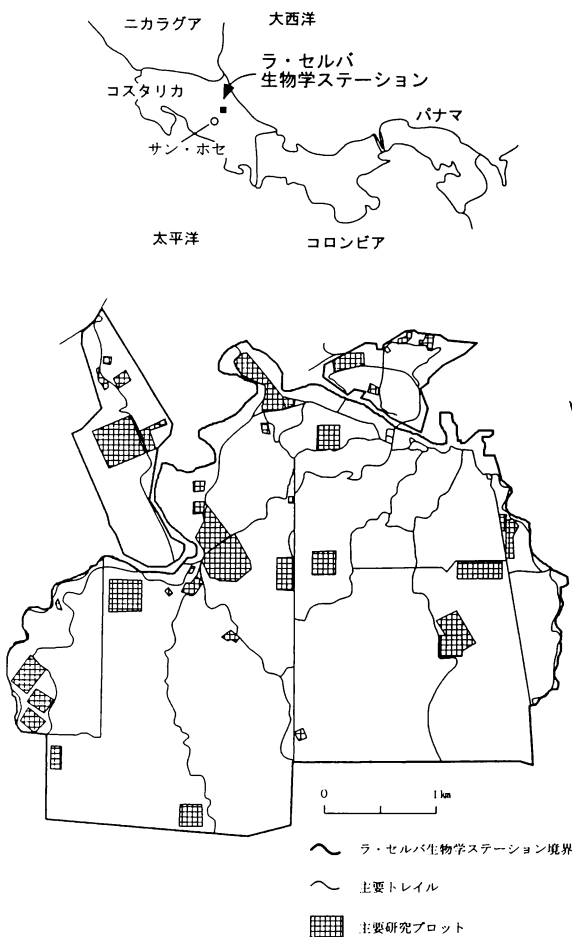 ニカラグア
大西洋
ラ・セルバ
生物学ステーション
コスタリカ
パナマ
サン・ホセ
太平洋
コロンビア
0 1km
ラ・セルバ生物学ステーション境界
主要トレイル
主要研究プロット